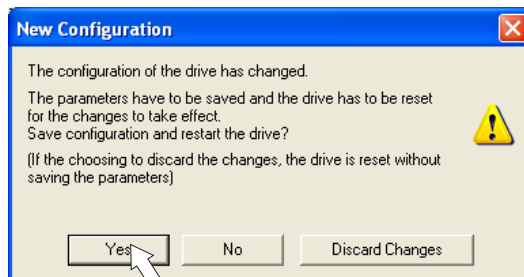 New Configuration
The configuration of the drive has changed.
The parameters have to be saved and the drive has to be reset
for the changes to take effect.
Save configuration and restart the drive?
(If the choosing to discard the changes, the drive is reset without
saving the parameters)
Yes
No
Discard Changes